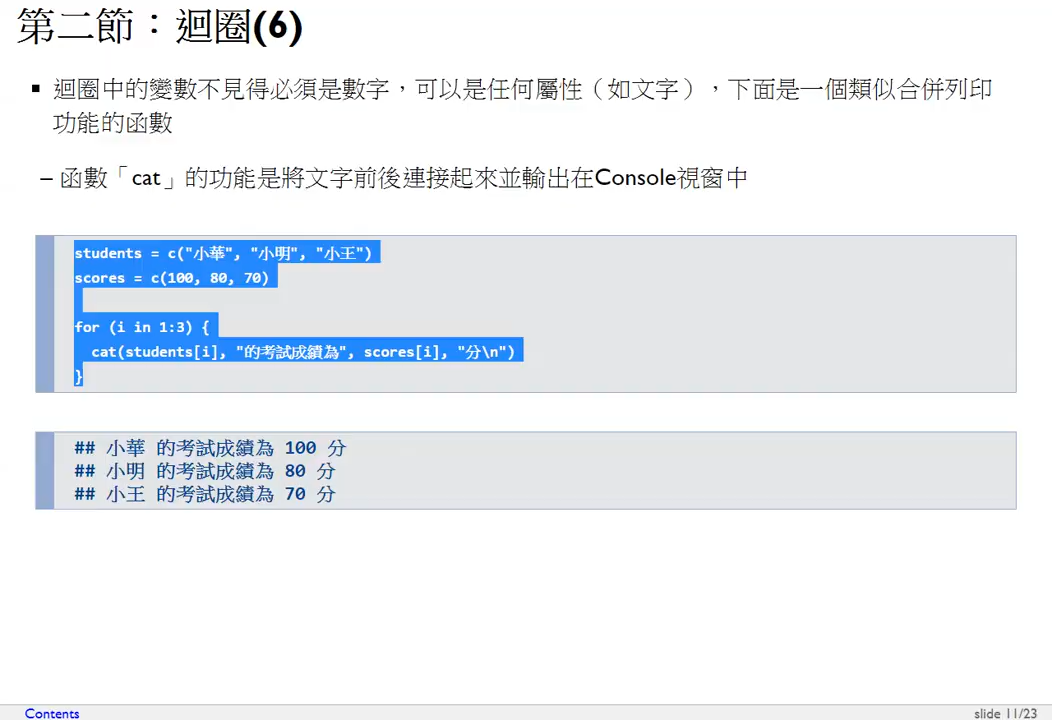 第二節：迴圈(6)
▪ 迴圈中的變數不見得必須是數字，可以是任何屬性（如文字），下面是一個類似合併列印
功能的函數
– 函數「cat」的功能是將文字前後連接起來並輸出在Console視窗中
students = c("小華", "小明", "小王")
scores = c(100, 80, 70)
for (i in 1:3) {
  cat(students[i], "的考試成績為", scores[i], "分\n")
}
## 小華 的考試成績為 100 分
## 小明 的考試成績為 80 分
## 小王 的考試成績為 70 分
Contents
slide 11/23